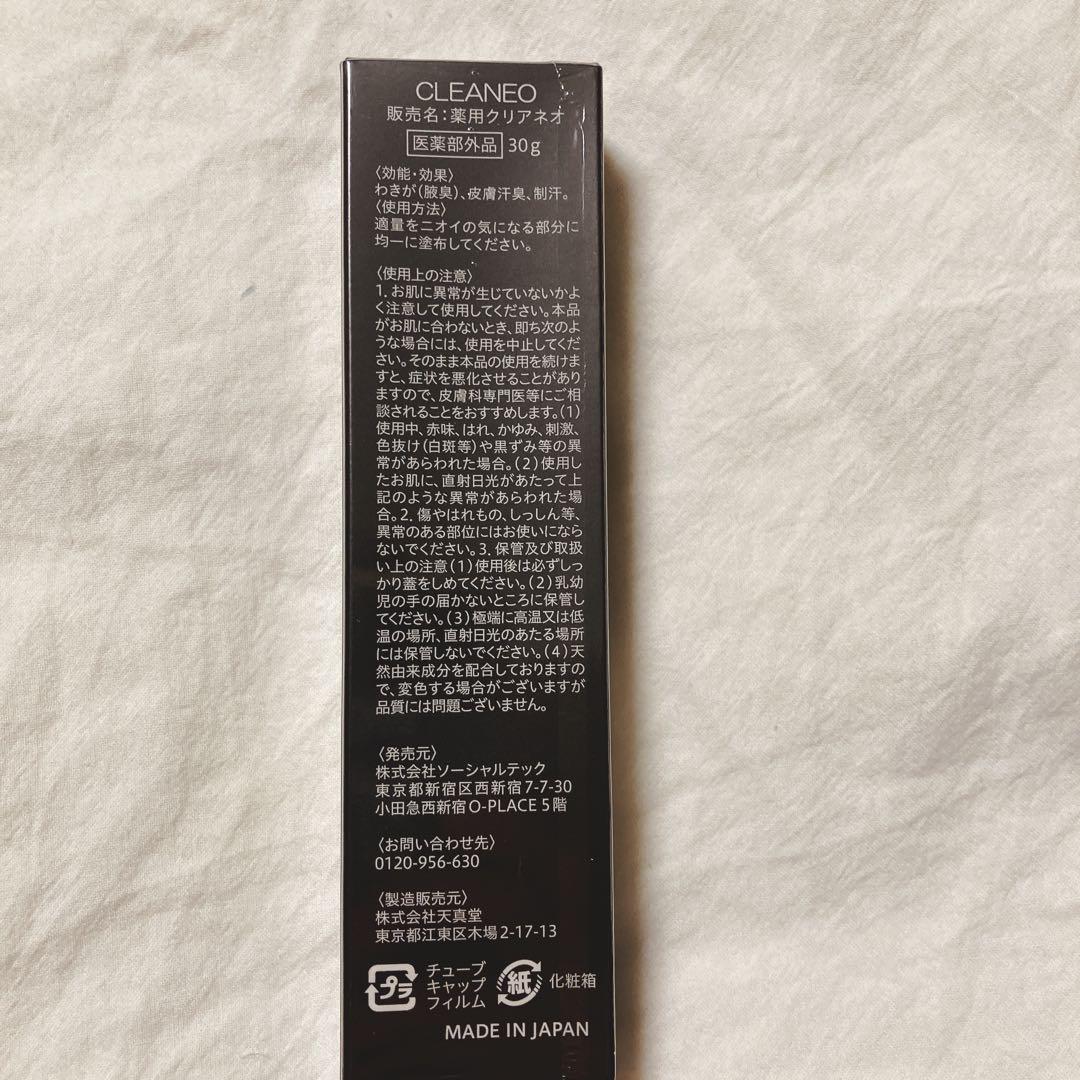 CLEANEO
販売名:薬用クリアネオ
医薬部外品 30g
〈効能・効果〉
わきが(腋臭)、皮膚汗臭、制汗。
〈使用方法〉
適量をニオイの気になる部分に
均一に塗布してください。
〈使用上の注意〉
1. お肌に異常が生じていないかよ
く注意して使用してください。本品
がお肌に合わないとき、即ち次のよ
うな場合には、使用を中止してくだ
さい。そのまま本品の使用を続けま
すと、症状を悪化させることがあり
ますので、皮膚科専門医等にご相
談されることをおすすめします。(1)
使用中、赤味、はれ、かゆみ、刺激、
色抜け(白斑等)や黒ずみ等の異
常があらわれた場合。(2)使用し
たお肌に、直射日光があたって上
記のような異常があらわれた場
合。2. 傷やはれもの、しっしん等、
異常のある部位にはお使いになら
ないでください。3. 保管及び取扱
い上の注意(1)使用後は必ずしっ
かり蓋をしめてください。(2)乳幼
児の手の届かないところに保管し
てください。(3)極端に高温又は低
温の場所、直射日光のあたる場所
には保管しないでください。(4)天
然由来成分を配合しておりますの
で、変色する場合がございますが
品質には問題ございません。
〈発売元〉
株式会社ソーシャルテック
東京都新宿区西新宿7-7-30
小田急西新宿O-PLACE 5階
〈お問い合わせ先〉
0120-956-630
〈製造販売元〉
株式会社天真堂
東京都江東区木場2-17-13
プラ チューブ
キャップ
フィルム
紙 化粧箱
MADE IN JAPAN